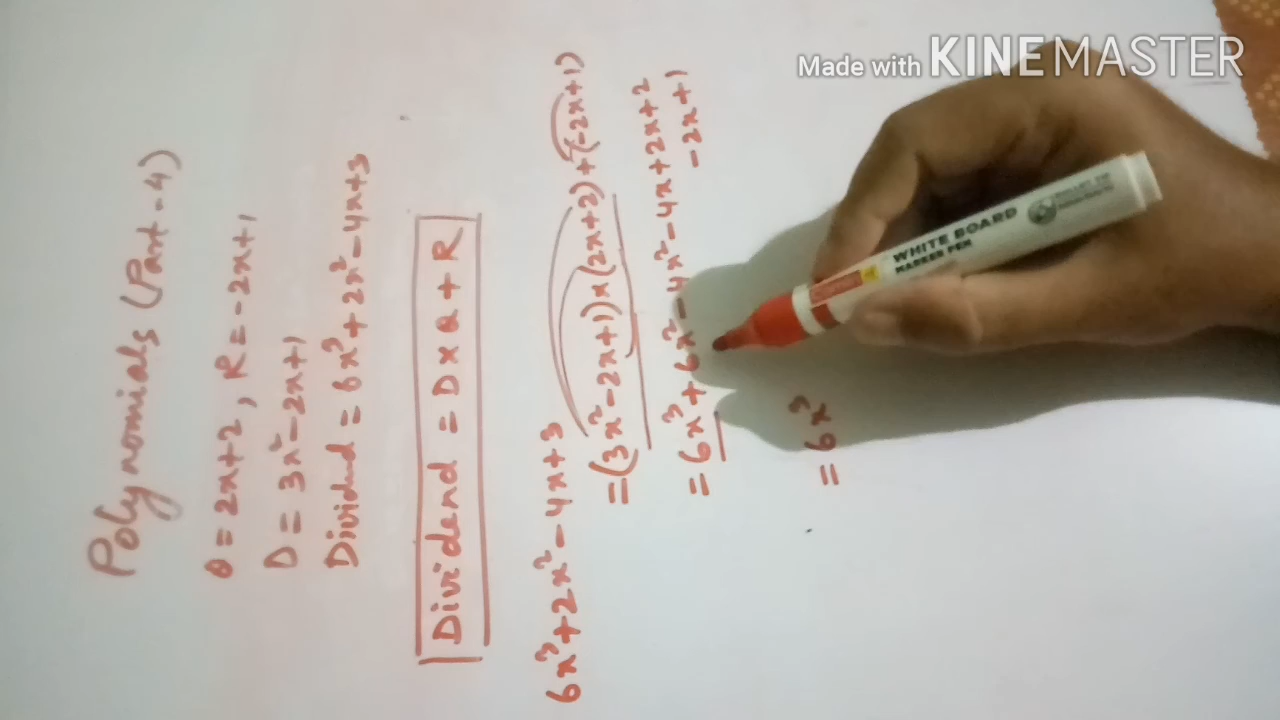 Made with KINEMASTER
Polynomials (Part-4)
Q = 2x+2, R = -2x+1
D = 3x²-2x+1
Dividend = 6x³+2x²-4x+3
Dividend = D x Q + R
6x³+2x²-4x+3
= (3x²-2x+1)x(2x+2)+(-2x+1)
= 6x³+6x²-4x²-4x+2x+2
-2x+1
= 6x³
WHITE BOARD
MARKER PEN